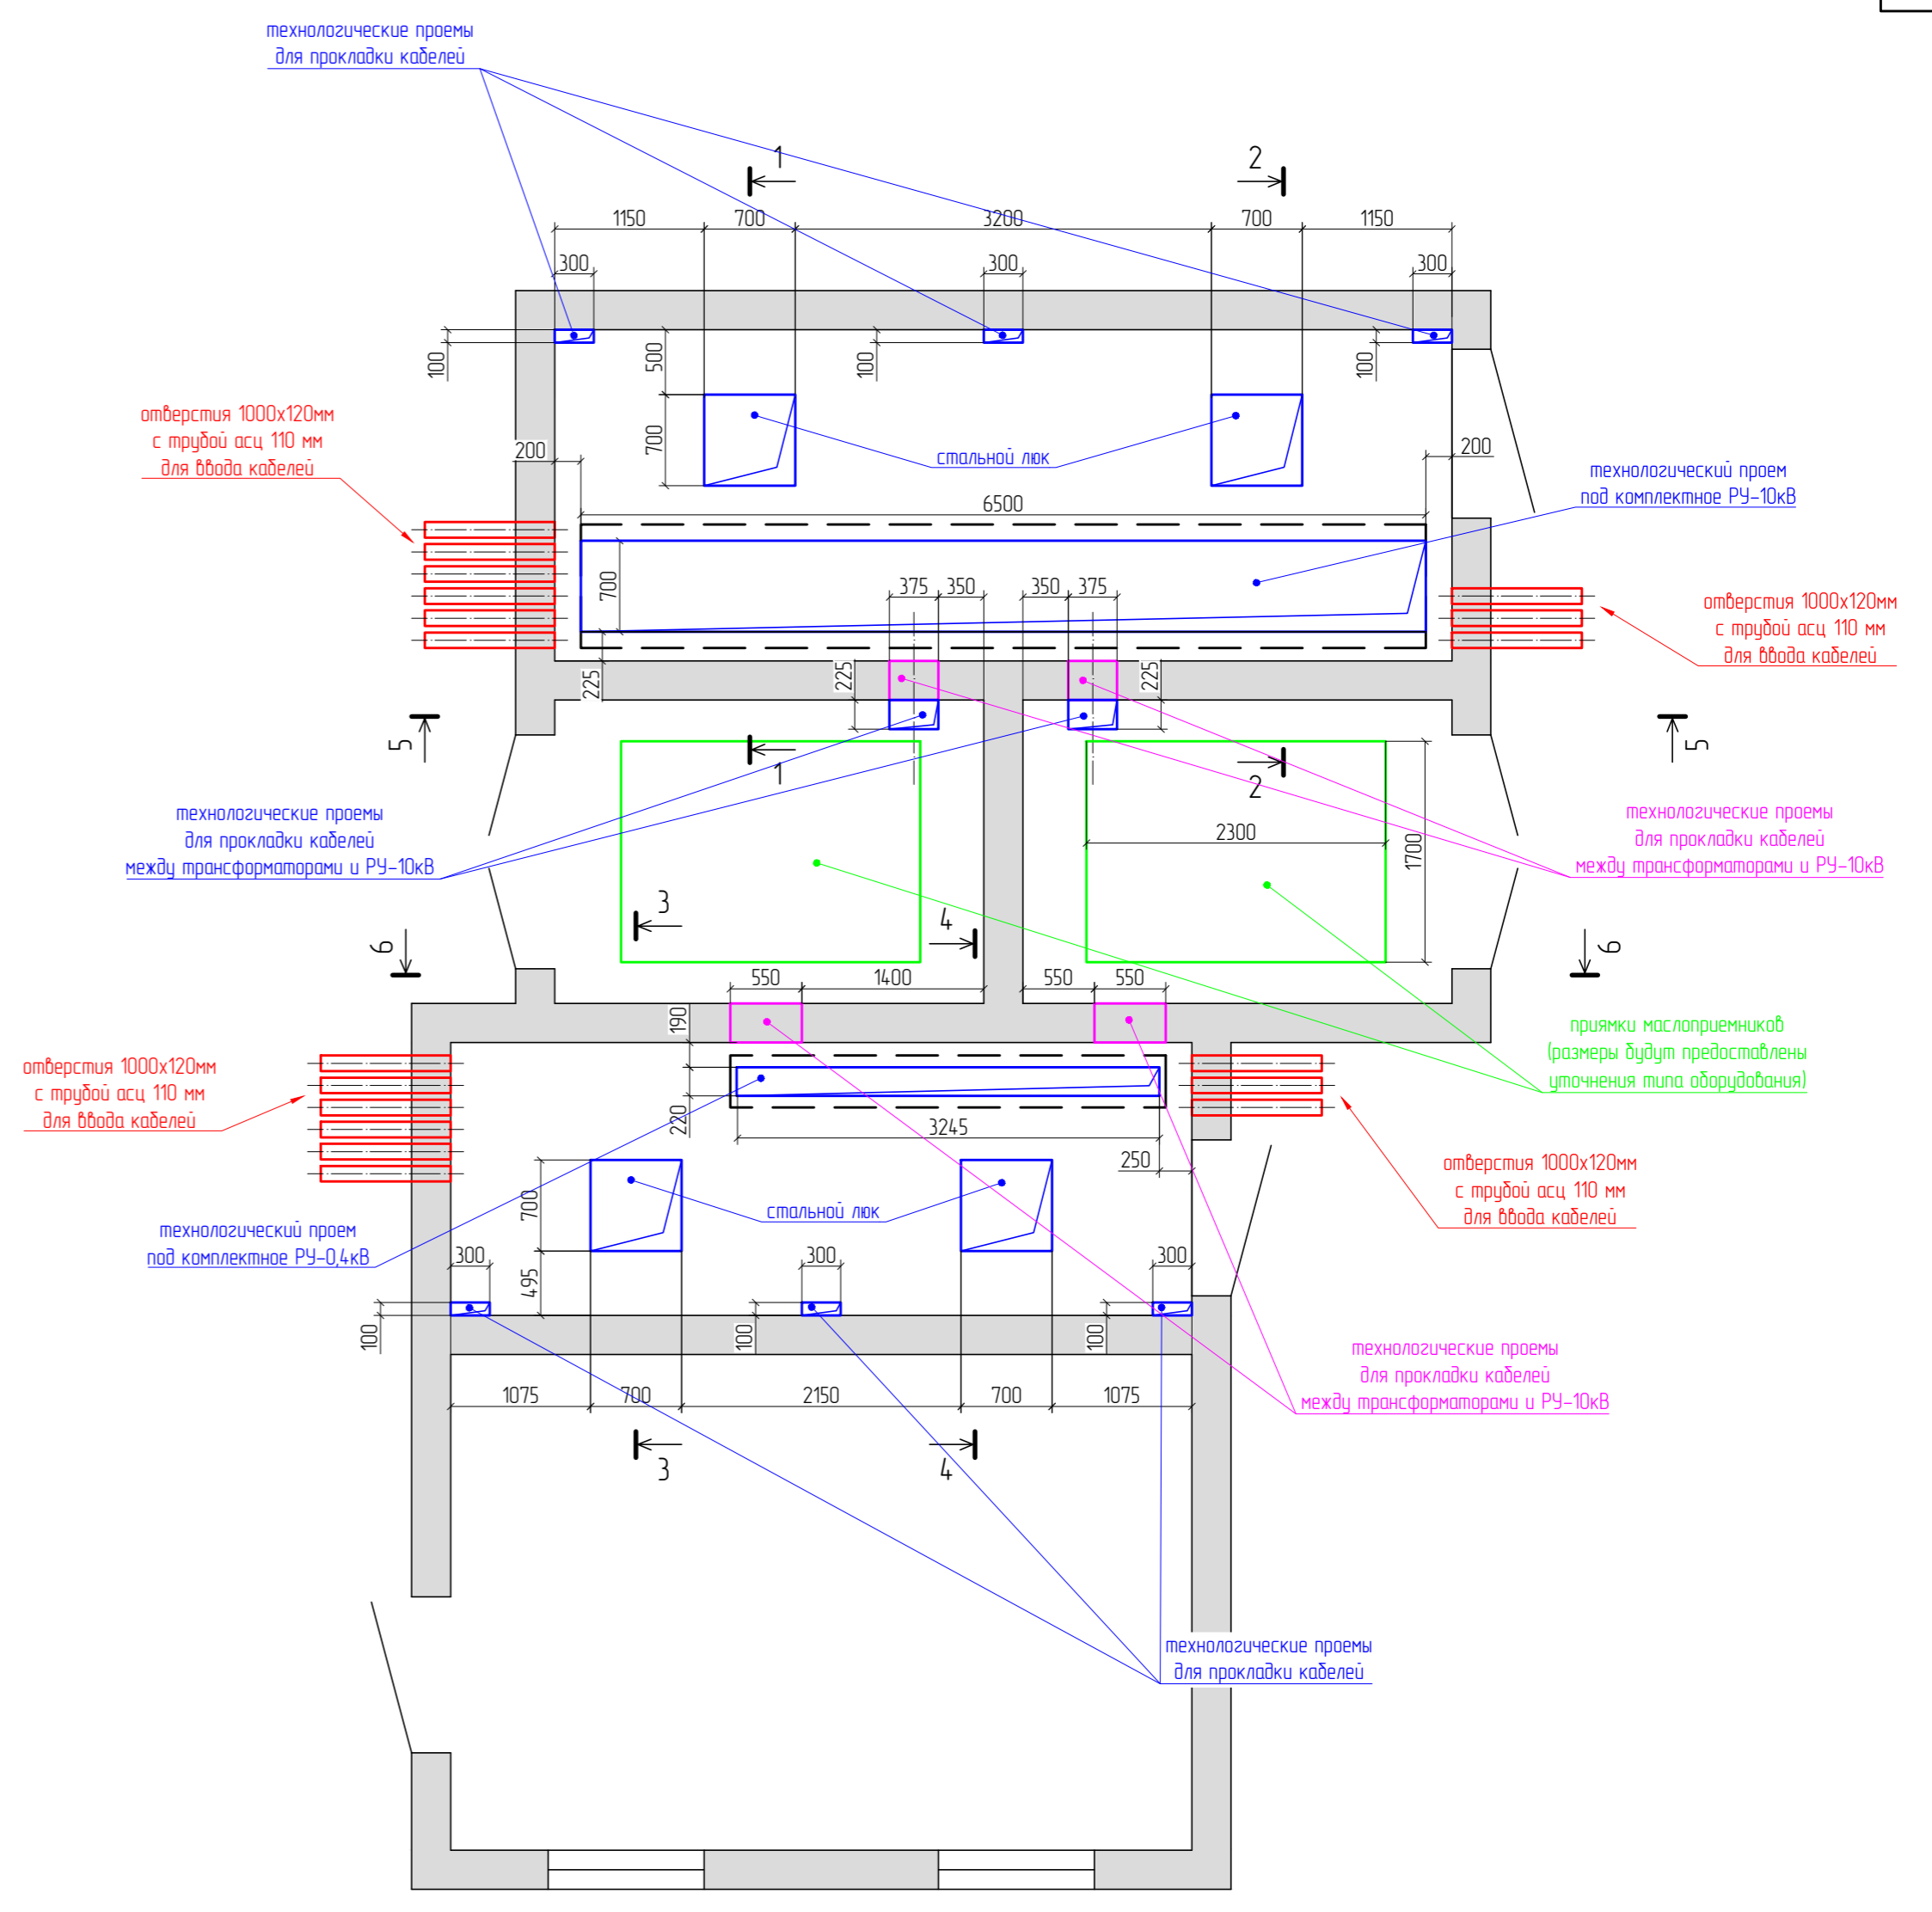 технологические проемы
для прокладки кабелей
1
2
1150
700
3200
700
1150
300
300
300
100
500
100
100
отверстия 1000х120мм
с трубой асц 110 мм
для ввода кабелей
200
700
стальной люк
200
технологический проем
под комплектное РУ-10кВ
6500
700
375
350
350
375
отверстия 1000х120мм
с трубой асц 110 мм
для ввода кабелей
225
225
225
5
5
1
2
технологические проемы
для прокладки кабелей
между трансформаторами и РУ-10кВ
2300
1700
технологические проемы
для прокладки кабелей
между трансформаторами и РУ-10кВ
3
4
6
6
550
1400
550
550
190
приямки маслоприемников
(размеры будут предоставлены
уточнения типа оборудования)
отверстия 1000х120мм
с трубой асц 110 мм
для ввода кабелей
220
3245
250
отверстия 1000х120мм
с трубой асц 110 мм
для ввода кабелей
700
стальной люк
технологический проем
под комплектное РУ-0,4кВ
300
495
300
300
100
100
100
технологические проемы
для прокладки кабелей
между трансформаторами и РУ-10кВ
1075
700
2150
700
1075
3
4
технологические проемы
для прокладки кабелей